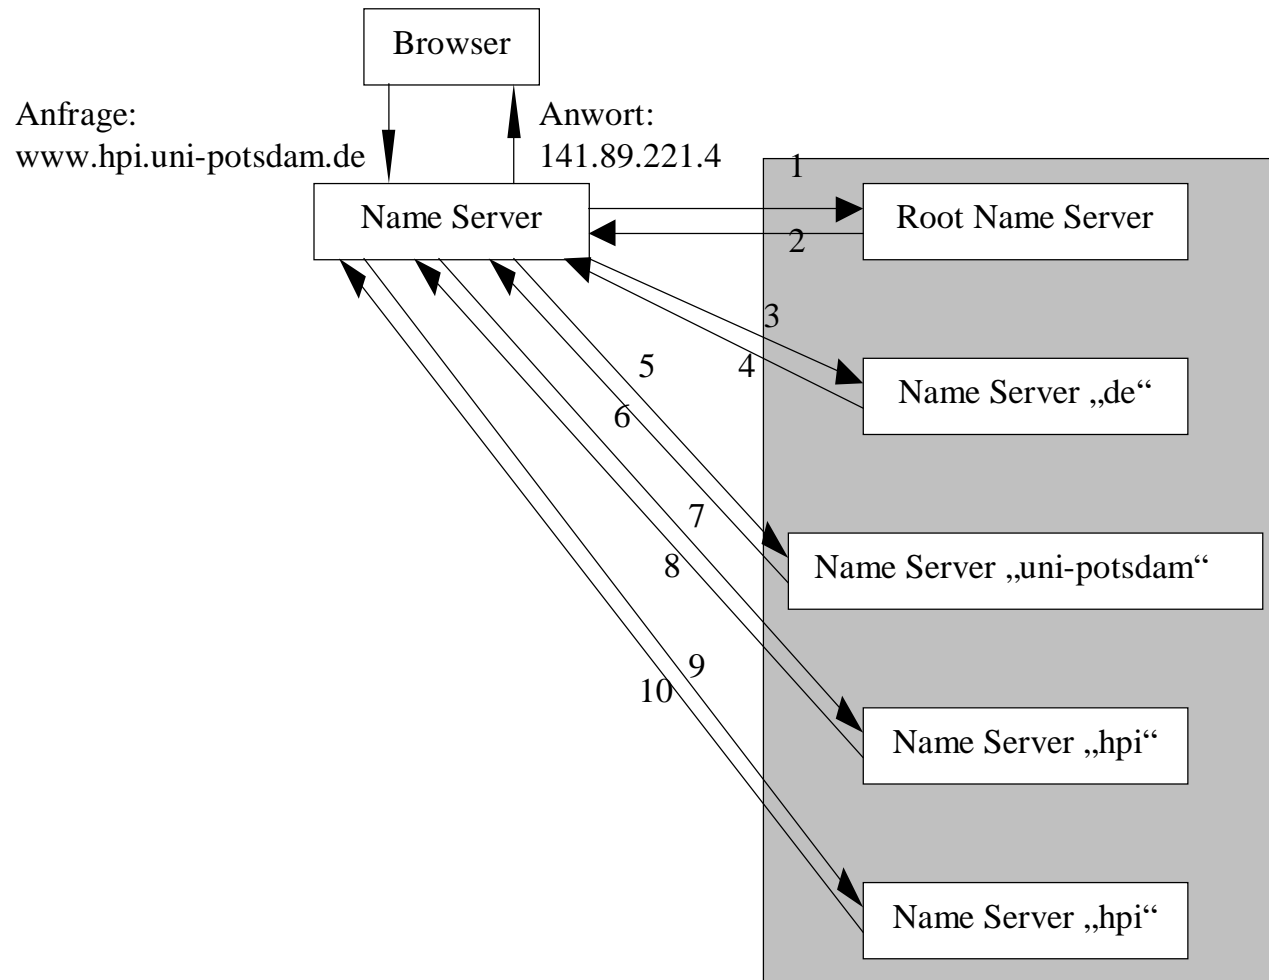 Browser
Anfrage:
www.hpi.uni-potsdam.de
Anwort:
141.89.221.4
1
Name Server
Root Name Server
2
3
4
5
Name Server „de“
6
7
Name Server „uni-potsdam“
8
9
10
Name Server „hpi“
Name Server „hpi“